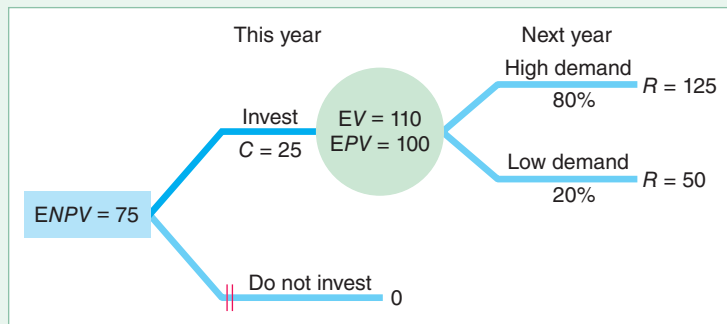 This year
Next year
High demand
80%
R = 125
Invest
C = 25
EV = 110
EPV = 100
Low demand
20%
R = 50
ENPV = 75
Do not invest
0